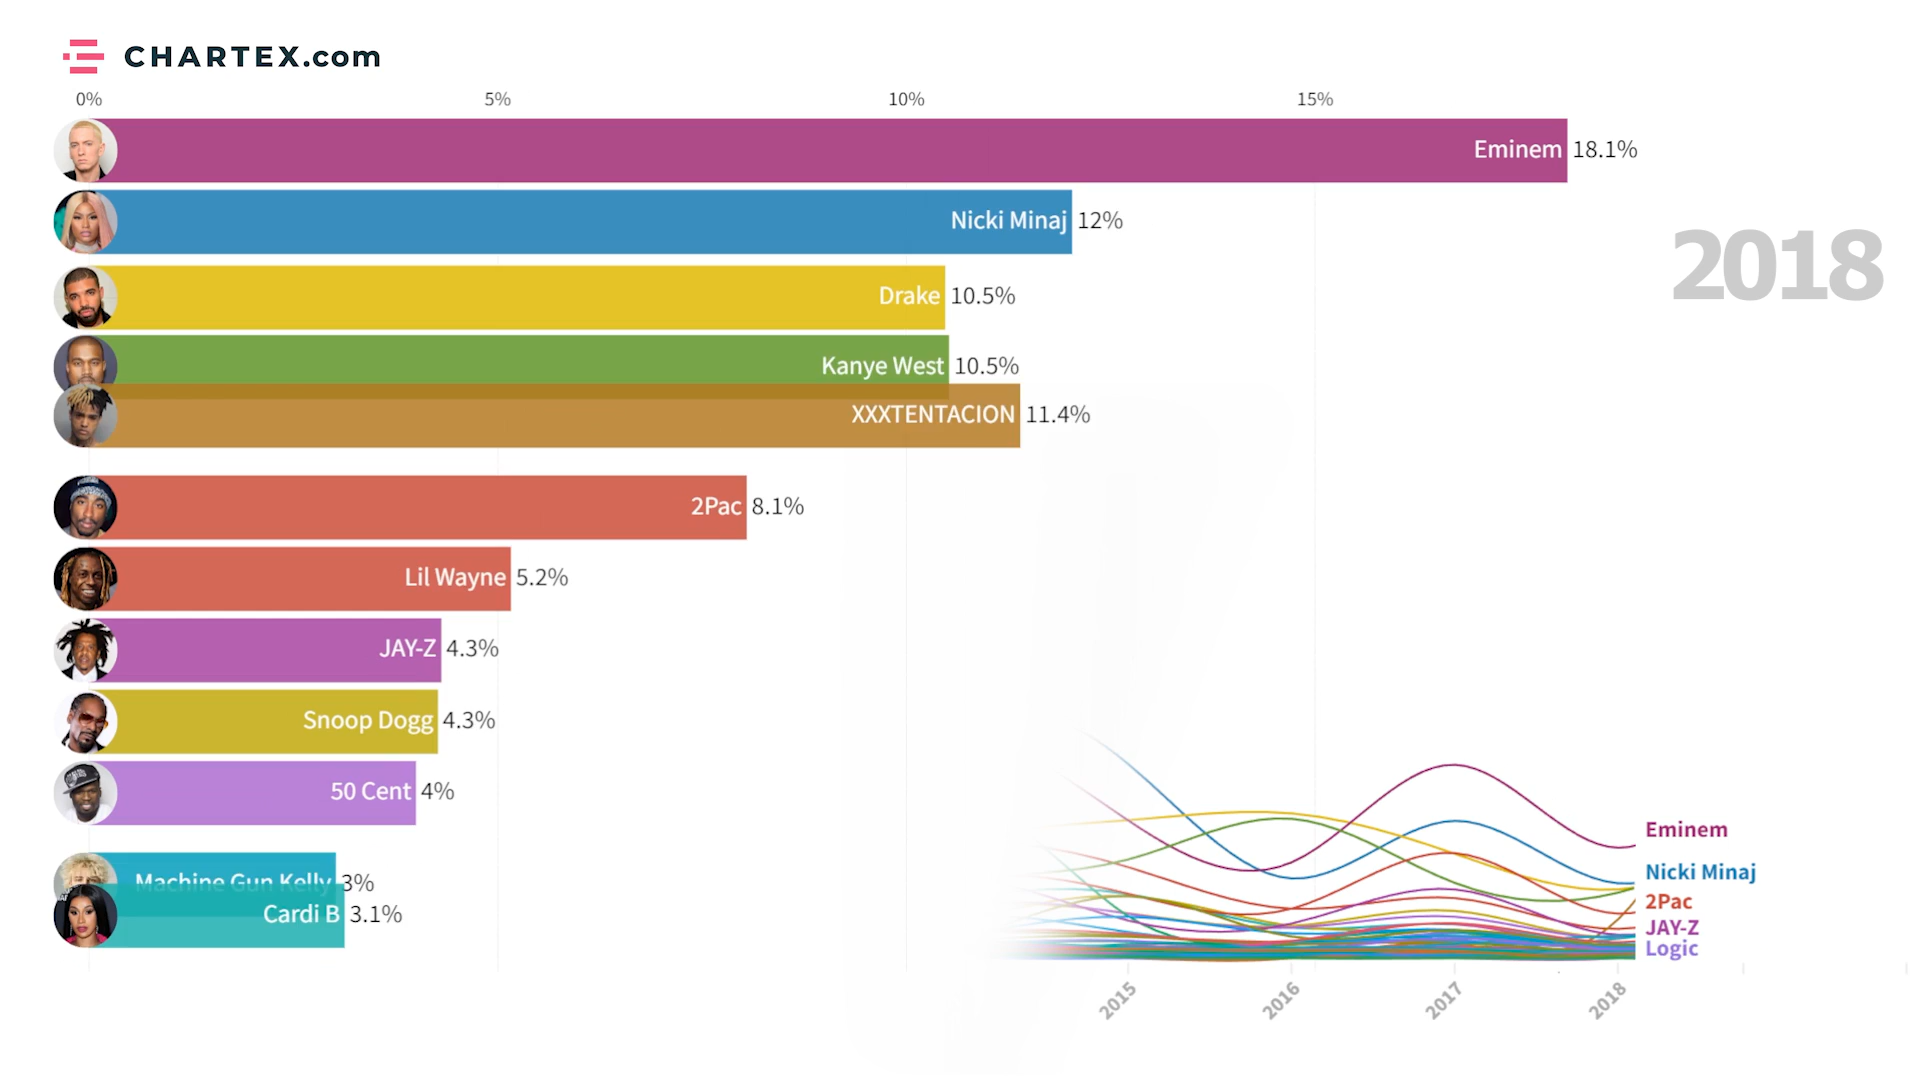 CHARTEX.com
0% 5% 10% 15%
Eminem 18.1%
Nicki Minaj 12%
2018
Drake 10.5%
Kanye West 10.5%
XXXTENTACION 11.4%
2Pac 8.1%
Lil Wayne 5.2%
JAY-Z 4.3%
Snoop Dogg 4.3%
50 Cent 4%
Machine Gun Kelly 3%
Cardi B 3.1%
Eminem
Nicki Minaj
2Pac
JAY-Z
Logic
2015 2016 2017 2018